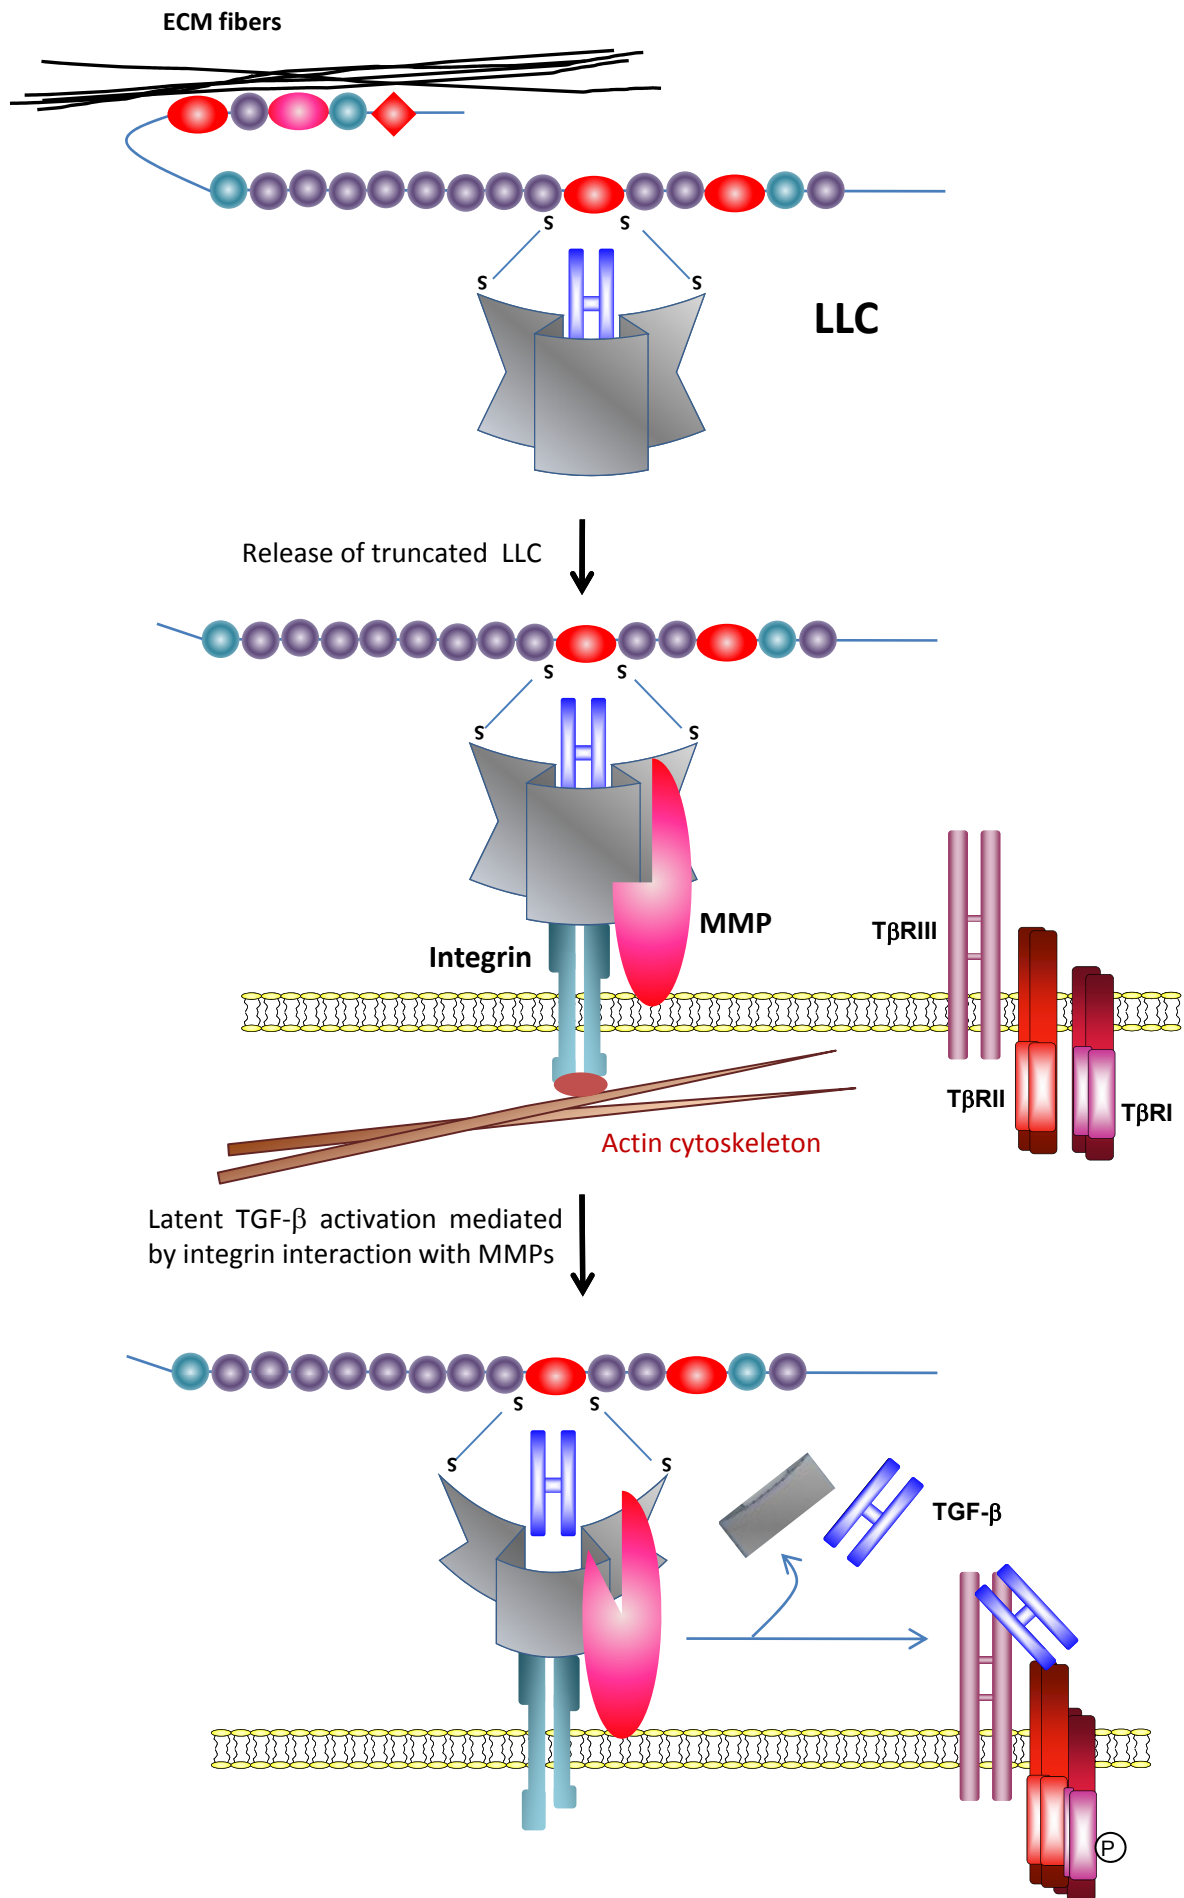 ECM fibers
S S
S S
LLC
Release of truncated LLC
S S
S S
MMP
TβRIII
Integrin
TβRII
TβRI
Actin cytoskeleton
Latent TGF-β activation mediated
by integrin interaction with MMPs
S S
S S
TGF-β
P